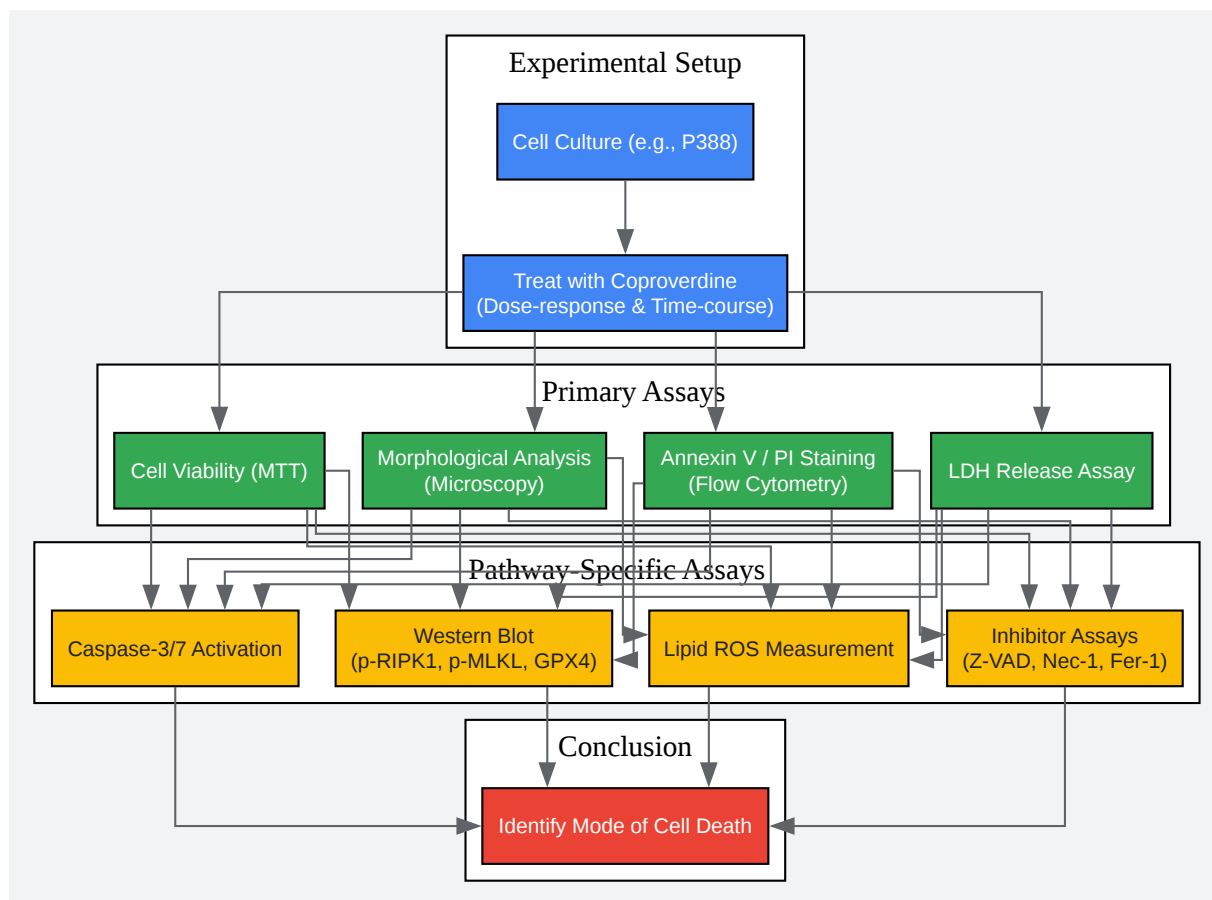 Experimental Setup
Cell Culture (e.g., P388)
Treat with Coproverdine
(Dose-response & Time-course)
Primary Assays
Cell Viability (MTT)
Morphological Analysis
(Microscopy)
Annexin V / PI Staining
(Flow Cytometry)
LDH Release Assay
Pathway-Specific Assays
Caspase-3/7 Activation
Western Blot
(p-RIPK1, p-MLKL, GPX4)
Lipid ROS Measurement
Inhibitor Assays
(Z-VAD, Nec-1, Fer-1)
Conclusion
Identify Mode of Cell Death